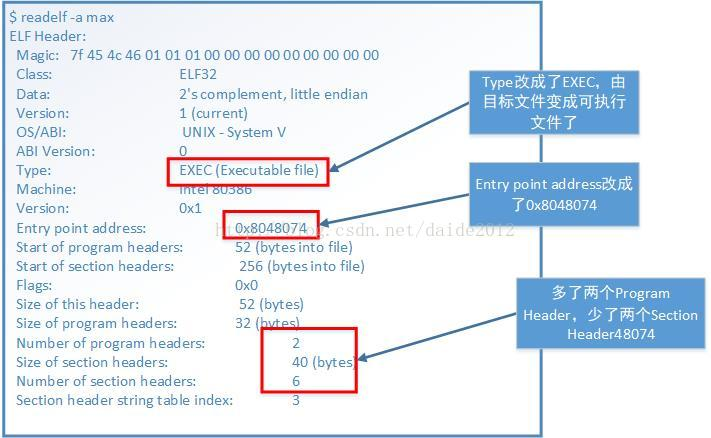 $ readelf -a max
ELF Header:
Magic: 7f 45 4c 46 01 01 01 00 00 00 00 00 00 00 00 00
Class: ELF32
Data: 2's complement, little endian
Version: 1 (current)
OS/ABI: UNIX - System V
ABI Version: 0
Type: EXEC (Executable file)
Machine: Intel 80386
Version: 0x1
Entry point address: 0x8048074
Start of program headers: 52 (bytes into file)
Start of section headers: 256 (bytes into file)
Flags: 0x0
Size of this header: 52 (bytes)
Size of program headers: 32 (bytes)
Number of program headers: 2
Size of section headers: 40 (bytes)
Number of section headers: 6
Section header string table index: 3
Type改成了EXEC，由
目标文件变成可执行
文件了
Entry point address改成
了0x8048074
多了两个Program
Header，少了两个Section
Header48074
http://blog.csdn.net/daide2012